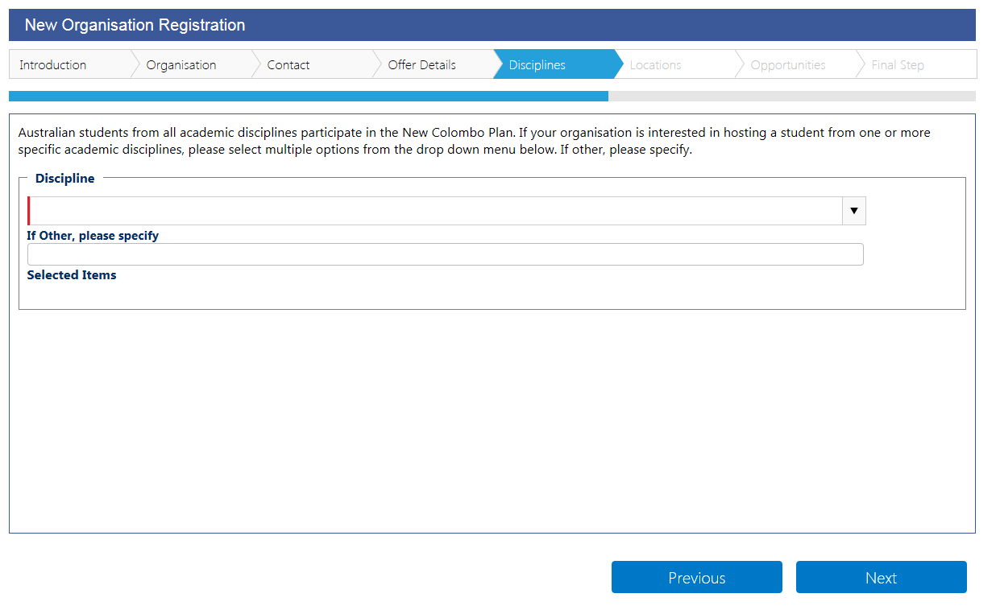 New Organisation Registration
Introduction Organisation Contact Offer Details Disciplines Locations Opportunities Final Step
Australian students from all academic disciplines participate in the New Colombo Plan. If your organisation is interested in hosting a student from one or more
specific academic disciplines, please select multiple options from the drop down menu below. If other, please specify.
Discipline
If Other, please specify
Selected Items
Previous Next